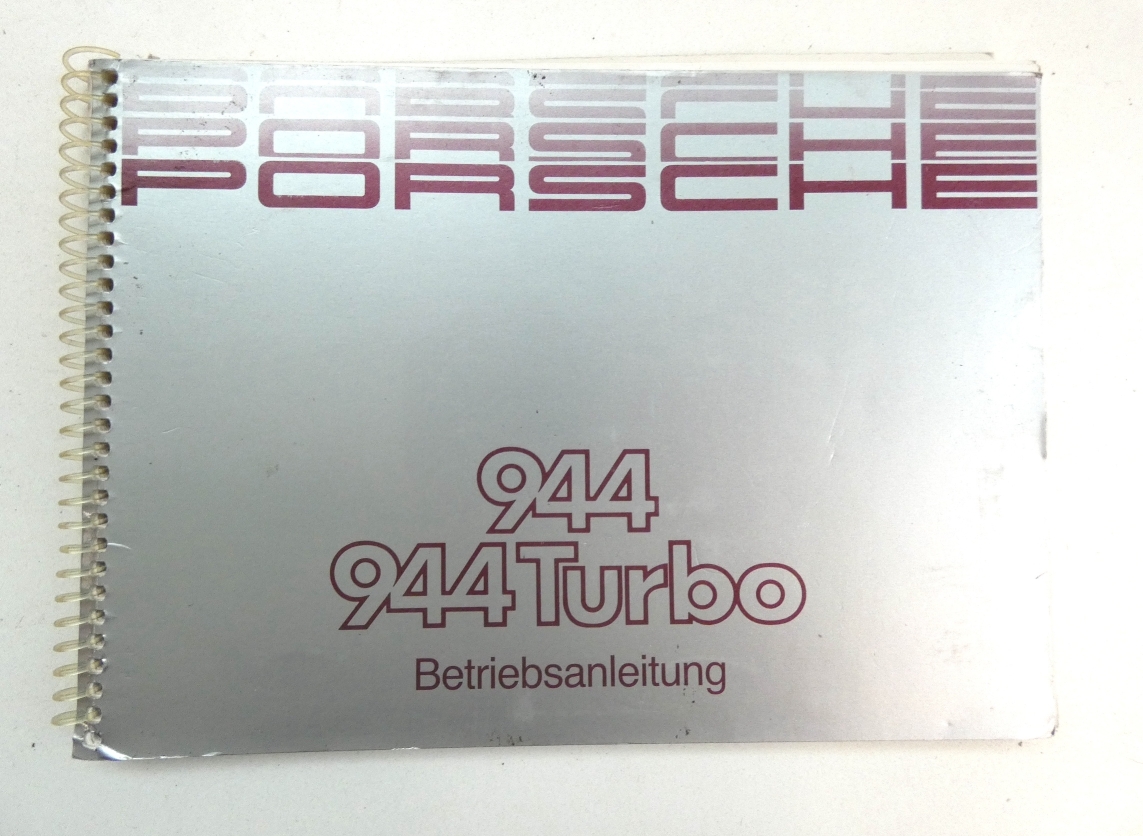 PORSCHE
PORSCHE
PORSCHE
944
944 Turbo
Betriebsanleitung